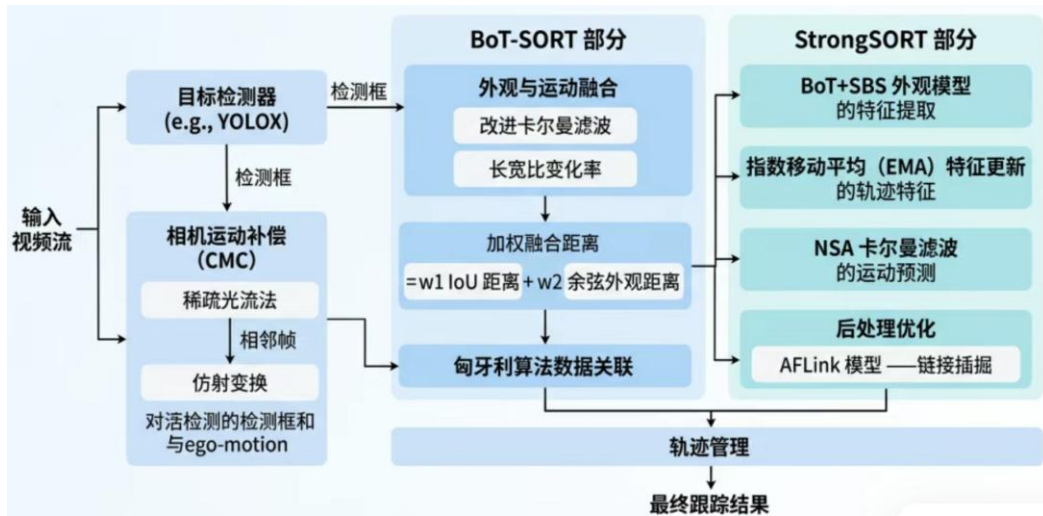 输入
视频流
目标检测器
(e.g., YOLOX)
检测框
检测框
相机运动补偿
（CMC）
稀疏光流法
相邻帧
仿射变换
对活检测的检测框和
与ego-motion
BoT-SORT 部分
外观与运动融合
改进卡尔曼滤波
长宽比变化率
加权融合距离
=w1 IoU 距离 + w2 余弦外观距离
匈牙利算法数据关联
StrongSORT 部分
BoT+SBS 外观模型
的特征提取
指数移动平均（EMA）特征更新
的轨迹特征
NSA 卡尔曼滤波
的运动预测
后处理优化
AFLink 模型 ——链接插掘
轨迹管理
最终跟踪结果